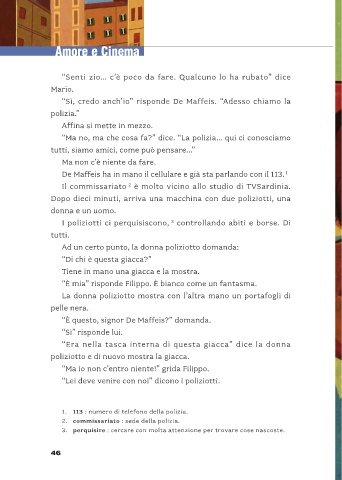 Amore e Cinema
“Senti zio... c’è poco da fare. Qualcuno lo ha rubato” dice
Mario.
“Sì, credo anch’io” risponde De Maffeis. “Adesso chiamo la
polizia.”
Affina si mette in mezzo.
“Ma no, ma che cosa fa?” dice. “La polizia... qui ci conosciamo
tutti, siamo amici, come può pensare...”
Ma non c’è niente da fare.
De Maffeis ha in mano il cellulare e già sta parlando con il 113.¹
Il commissariato ² è molto vicino allo studio di TVSardinia.
Dopo dieci minuti, arriva una macchina con due poliziotti, una
donna e un uomo.
I poliziotti ci perquisiscono, ³ controllando abiti e borse. Di
tutti.
Ad un certo punto, la donna poliziotto domanda:
“Di chi è questa giacca?”
Tiene in mano una giacca e la mostra.
“È mia” risponde Filippo. È bianco come un fantasma.
La donna poliziotto mostra con l’altra mano un portafogli di
pelle nera.
“È questo, signor De Maffeis?” domanda.
“Sì” risponde lui.
“Era nella tasca interna di questa giacca” dice la donna
poliziotto e di nuovo mostra la giacca.
“Ma io non c’entro niente!” grida Filippo.
“Lei deve venire con noi” dicono i poliziotti.
1. 113 : numero di telefono della polizia.
2. commissariato : sede della polizia.
3. perquisire : cercare con molta attenzione per trovare cose nascoste.
46